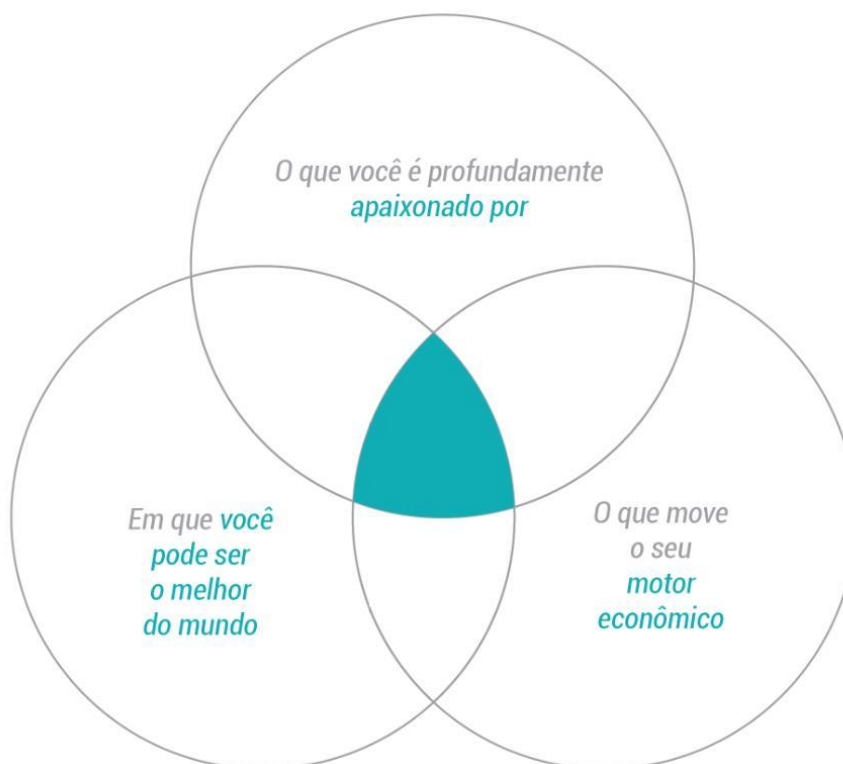 O que você é profundamente
apaixonado por
Em que você
pode ser
o melhor
do mundo
O que move
o seu
motor
econômico